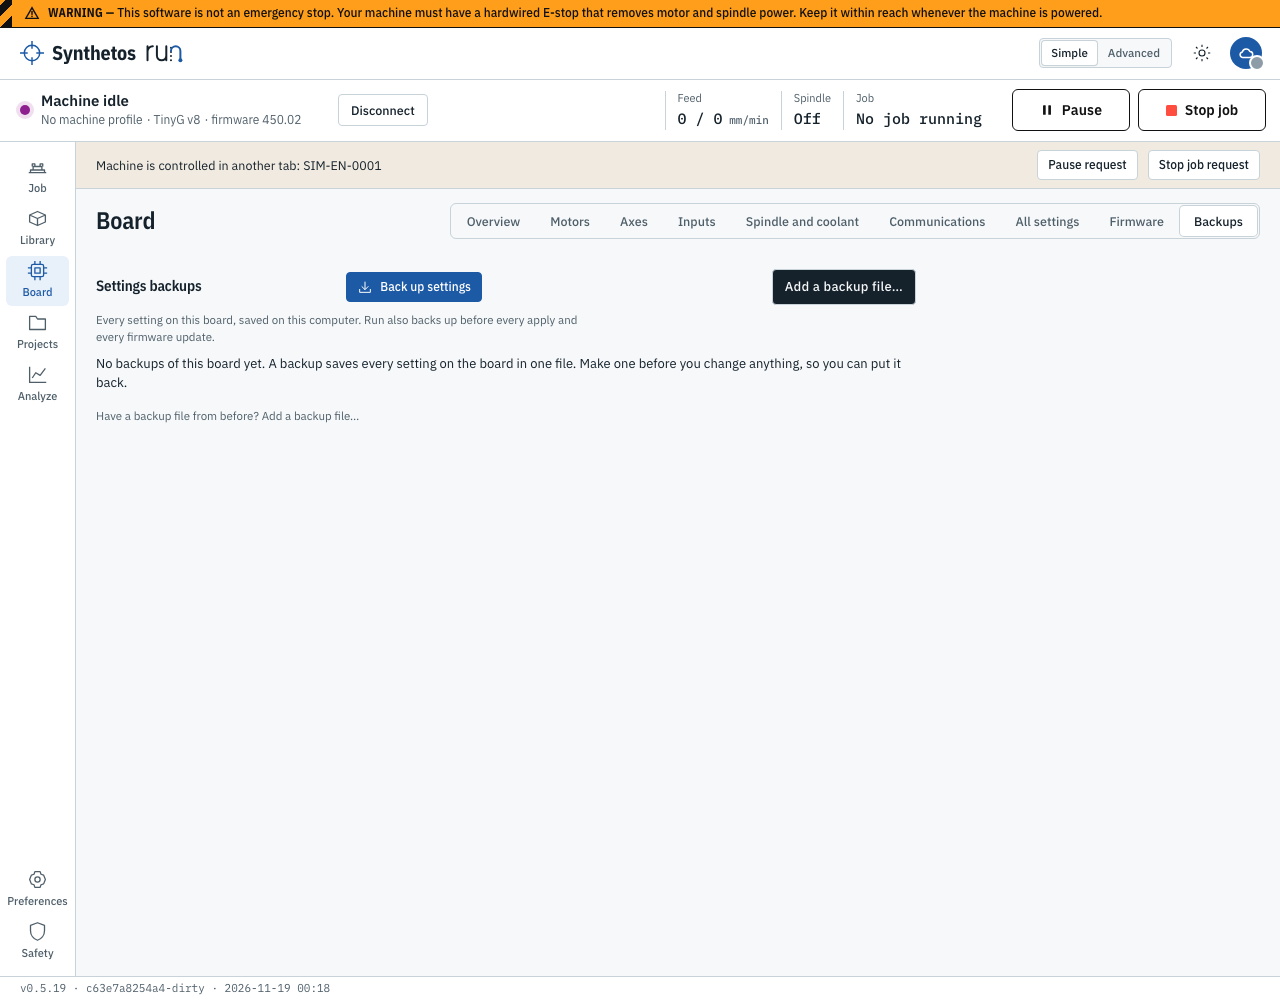 WARNING — This software is not an emergency stop. Your machine must have a hardwired E-stop that removes motor and spindle power. Keep it within reach whenever the machine is powered.
Synthetos run
Simple Advanced
Machine idle
No machine profile · TinyG v8 · firmware 450.02
Disconnect
Feed
0 / 0 mm/min
Spindle
Off
Job
No job running
Pause
Stop job
Machine is controlled in another tab: SIM-EN-0001
Pause request
Stop job request
Job
Library
Board
Projects
Analyze
Preferences
Safety
Board
Overview Motors Axes Inputs Spindle and coolant Communications All settings Firmware Backups
Settings backups
Back up settings
Add a backup file...
Every setting on this board, saved on this computer. Run also backs up before every apply and
every firmware update.
No backups of this board yet. A backup saves every setting on the board in one file. Make one before you change anything, so you can put it
back.
Have a backup file from before? Add a backup file...
v0.5.19 · c63e7a8254a4-dirty · 2026-11-19 00:18